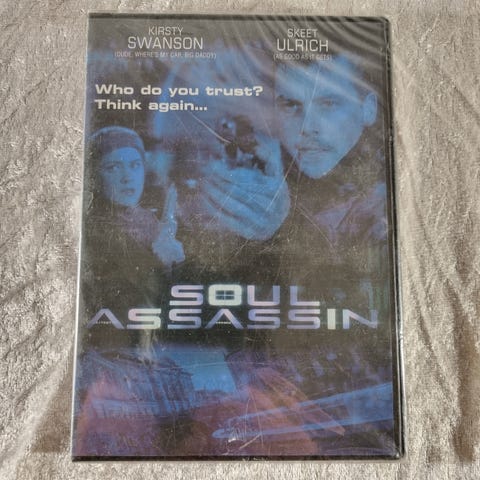 KIRSTY
SWANSON
(DUDE, WHERE'S MY CAR, BIG DADDY)
SKEET
ULRICH
(AS GOOD AS IT GETS)
Who do you trust?
Think again...
SOUL
ASSASSIN